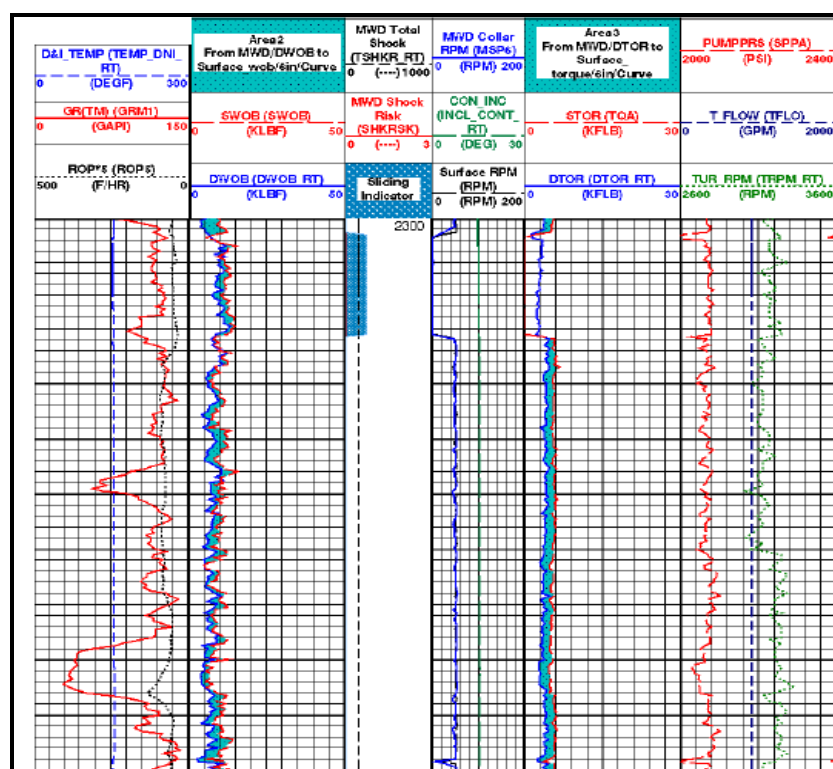 D&I_TEMP (TEMP_DNI_
RT)
0 (DEGF) 300
GR(TM) (GRM1)
0 (GAPI) 150
ROP*5 (ROP5)
500 (F/HR) 0
Area2
From MWD/DWOB to
Surface_wob/6in/Curve
SWOB (SWOB)
0 (KLBF) 50
DWOB (DWOB_RT)
0 (KLBF) 50
MWD Total
Shock
(TSHKR_RT)
0 (----) 1000
MWD Shock
Risk
(SHKRSK)
0 (----) 3
Sliding
Indicator
MWD Collar
RPM (MSP6)
0 (RPM) 200
CON_INC
(INCL_CONT_
RT)
0 (DEG) 30
Surface RPM
(RPM)
0 (RPM) 200
Area3
From MWD/DTOR to
Surface_
torque/6in/Curve
STOR (TQA)
0 (KFLB) 30
DTOR (DTOR_RT)
0 (KFLB) 30
PUMPPRS (SPPA)
2000 (PSI) 2400
T_FLOW (TFLO)
0 (GPM) 2000
TUR_RPM (TRPM_RT)
2600 (RPM) 3600
2300